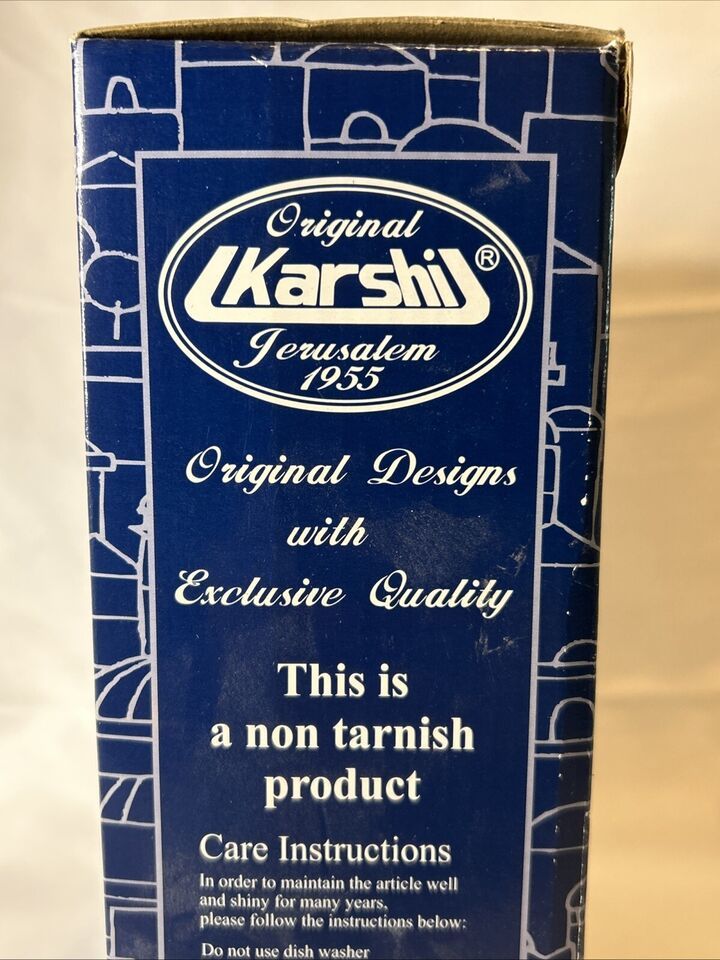 Original
Karshi®
Jerusalem
1955
Original Designs
with
Exclusive Quality
This is
a non tarnish
product
Care Instructions
In order to maintain the article well
and shiny for many years,
please follow the instructions below:
Do not use dish washer